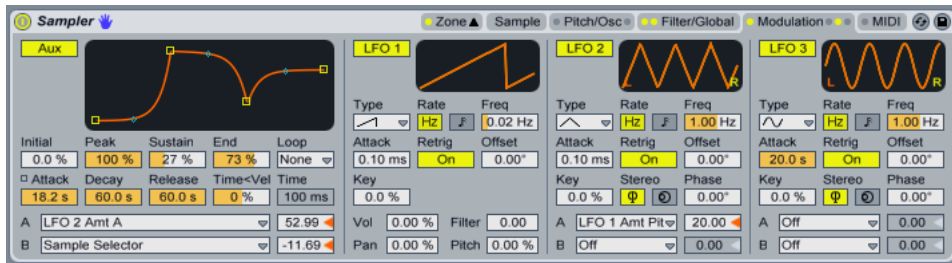 Sampler Zone Sample Pitch/Osc Filter/Global Modulation MIDI
Aux LFO 1 LFO 2 LFO 3
L R L R
Type Rate Freq Type Rate Freq Type Rate Freq
Hz 0.02 Hz Hz 1.00 Hz Hz 1.00 Hz
Initial Peak Sustain End Loop Attack Retrig Offset Attack Retrig Offset Attack Retrig Offset
0.0 % 100 % 27 % 73 % None 0.10 ms On 0.00° 0.10 ms On 0.00° 20.0 s On 0.00°
Attack Decay Release Time<Vel Time Key Key Stereo Phase Key Stereo Phase
18.2 s 60.0 s 60.0 s 0 % 100 ms 0.0 % 0.0 % 0.00° 0.0 % 0.00°
A LFO 2 Amt A 52.99 Vol 0.00 % Filter 0.00 A LFO 1 Amt Pit 20.00 A Off 0.00
B Sample Selector -11.69 Pan 0.00 % Pitch 0.00 % B Off 0.00 B Off 0.00